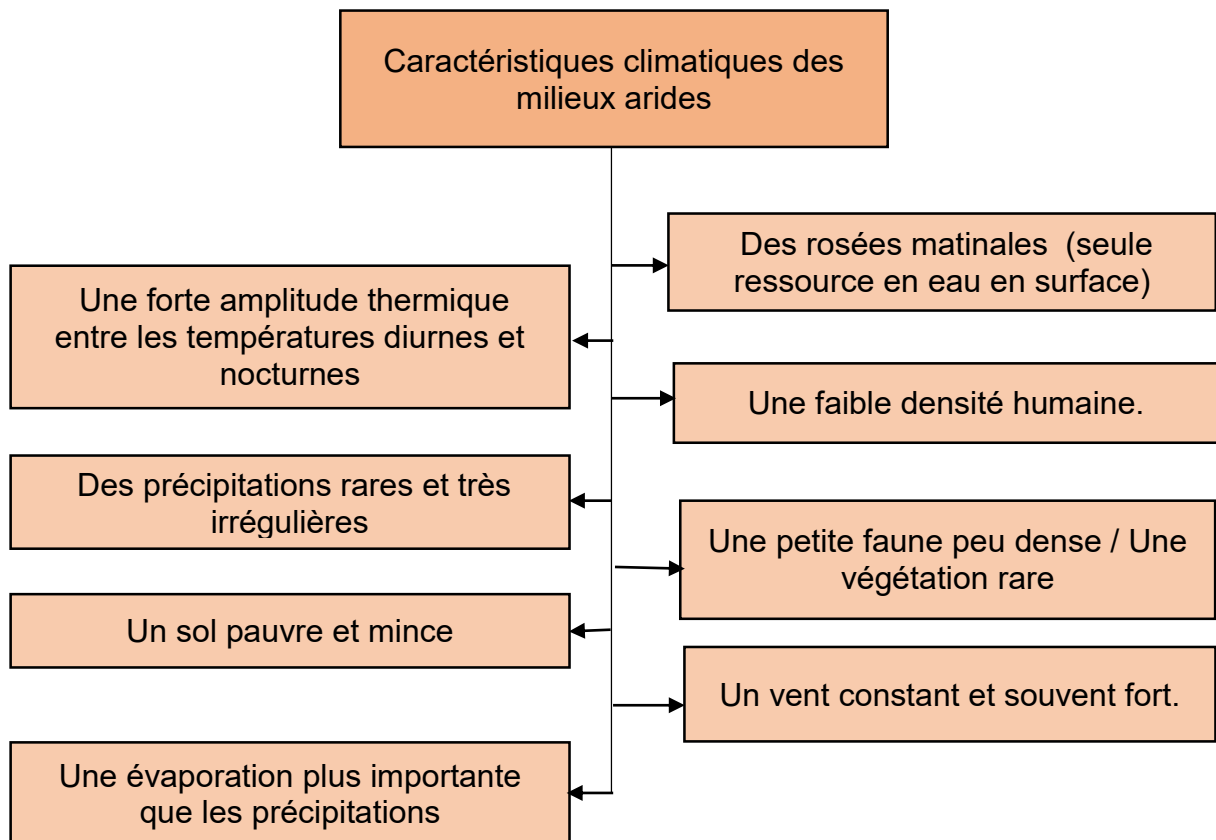 Caractéristiques climatiques des
milieux arides
Des rosées matinales (seule
ressource en eau en surface)
Une forte amplitude thermique
entre les températures diurnes et
nocturnes
Une faible densité humaine.
Des précipitations rares et très
irrégulières
Une petite faune peu dense / Une
végétation rare
Un sol pauvre et mince
Un vent constant et souvent fort.
Une évaporation plus importante
que les précipitations